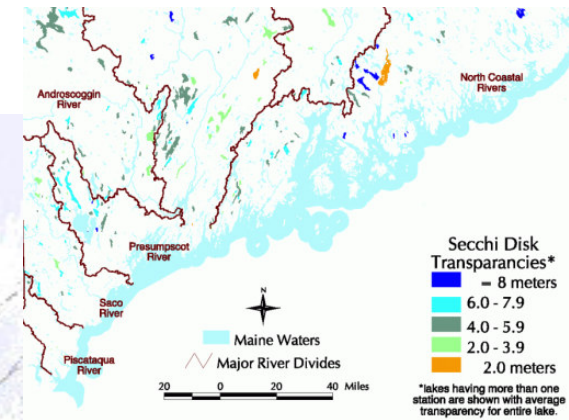 North Coastal
Rivers
Androscoggin
River
Presumpscot
River
Saco
River
Piscataqua
River
Secchi Disk
Transparancies*
= 8 meters
6.0 - 7.9
4.0 - 5.9
2.0 - 3.9
2.0 meters
Maine Waters
Major River Divides
20 0 20 40 Miles
*lakes having more than one
station are shown with average
transparency for entire lake.